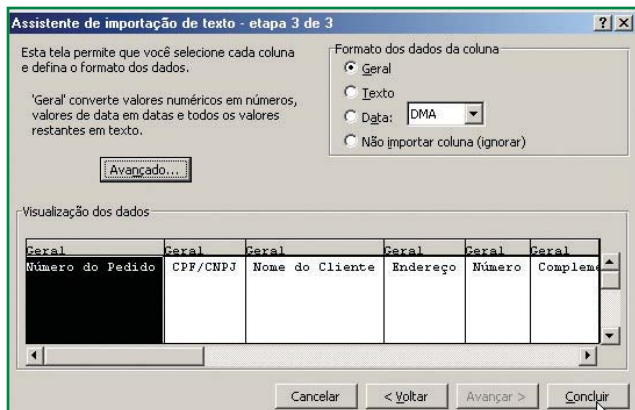 Assistente de importação de texto - etapa 3 de 3
Esta tela permite que você selecione cada coluna
e defina o formato dos dados.
'Geral' converte valores numéricos em números,
valores de data em datas e todos os valores
restantes em texto.
Avançado...
Formato dos dados da coluna
Geral
Texto
Data: DMA
Não importar coluna (ignorar)
Visualização dos dados
Geral Geral Geral Geral Geral Geral
Número do Pedido CPF/CNPJ Nome do Cliente Endereço Número Compleme
Cancelar < Voltar Avançar > Concluir